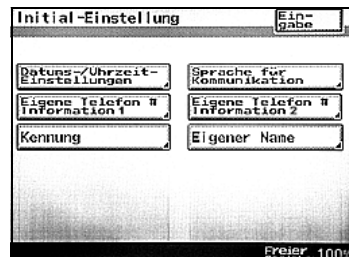 Initial-Einstellung
Ein-
gabe
Datums-/Uhrzeit-
Einstellungen
Sprache für
Kommunikation
Eigene Telefon #
Information 1
Eigene Telefon #
Information 2
Kennung
Eigener Name
Freier
100%